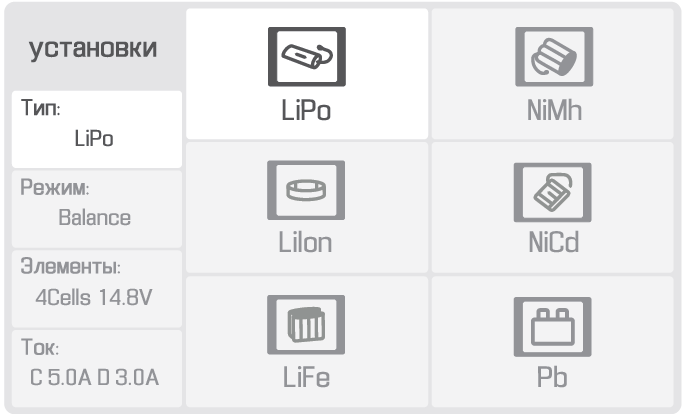 установки
Тип:
LiPo
Режим:
Balance
Элементы:
4Cells 14.8V
Ток:
C 5.0A D 3.0A
LiPo
NiMh
LiIon
NiCd
LiFe
Pb